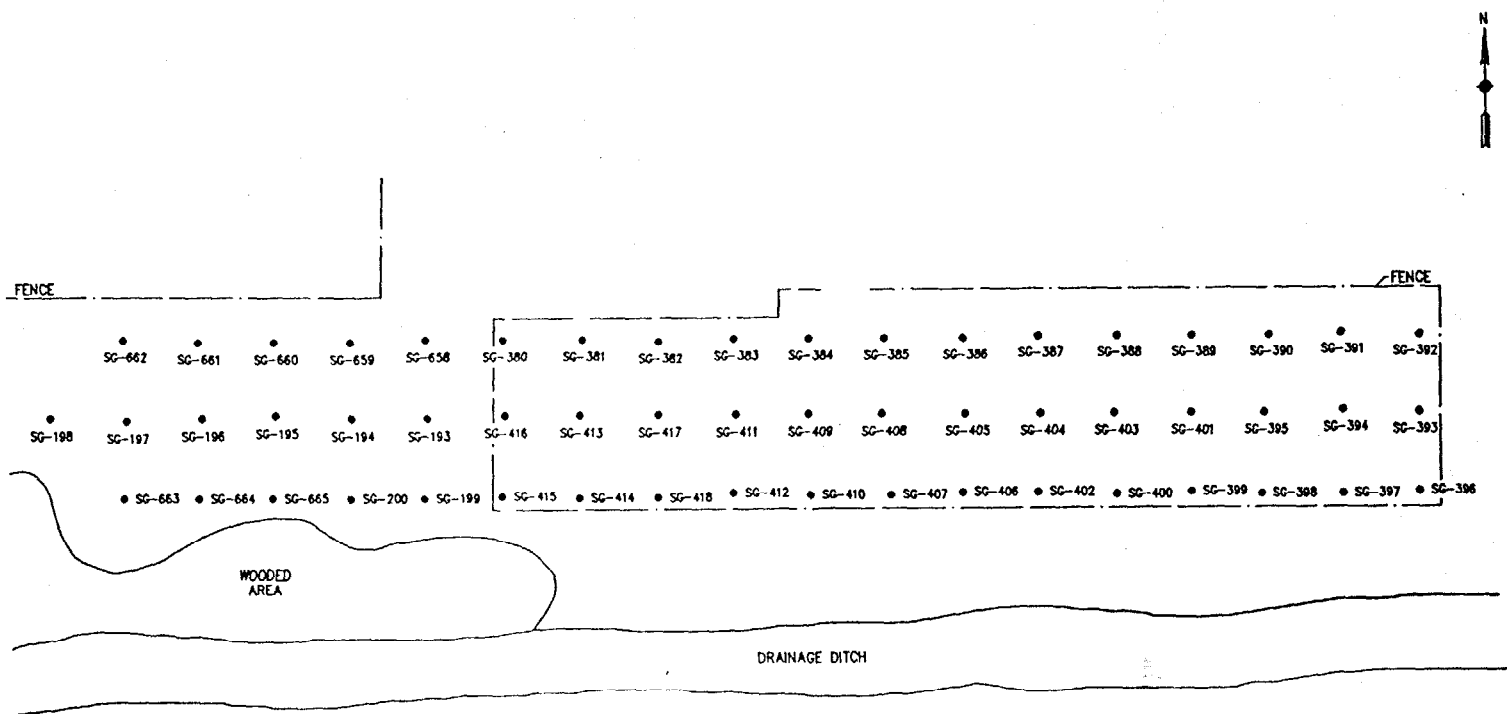 N
FENCE
FENCE
SG-662 SG-661 SG-660 SG-659 SG-658 SG-380 SG-381 SG-382 SG-383 SG-384 SG-385 SG-386 SG-387 SG-388 SG-389 SG-390 SG-391 SG-392
SG-198 SG-197 SG-196 SG-195 SG-194 SG-193 SG-416 SG-413 SG-417 SG-411 SG-409 SG-408 SG-405 SG-404 SG-403 SG-401 SG-395 SG-394 SG-393
SG-663 SG-664 SG-665 SG-200 SG-199 SG-415 SG-414 SG-418 SG-412 SG-410 SG-407 SG-406 SG-402 SG-400 SG-399 SG-398 SG-397 SG-396
WOODED
AREA
DRAINAGE DITCH